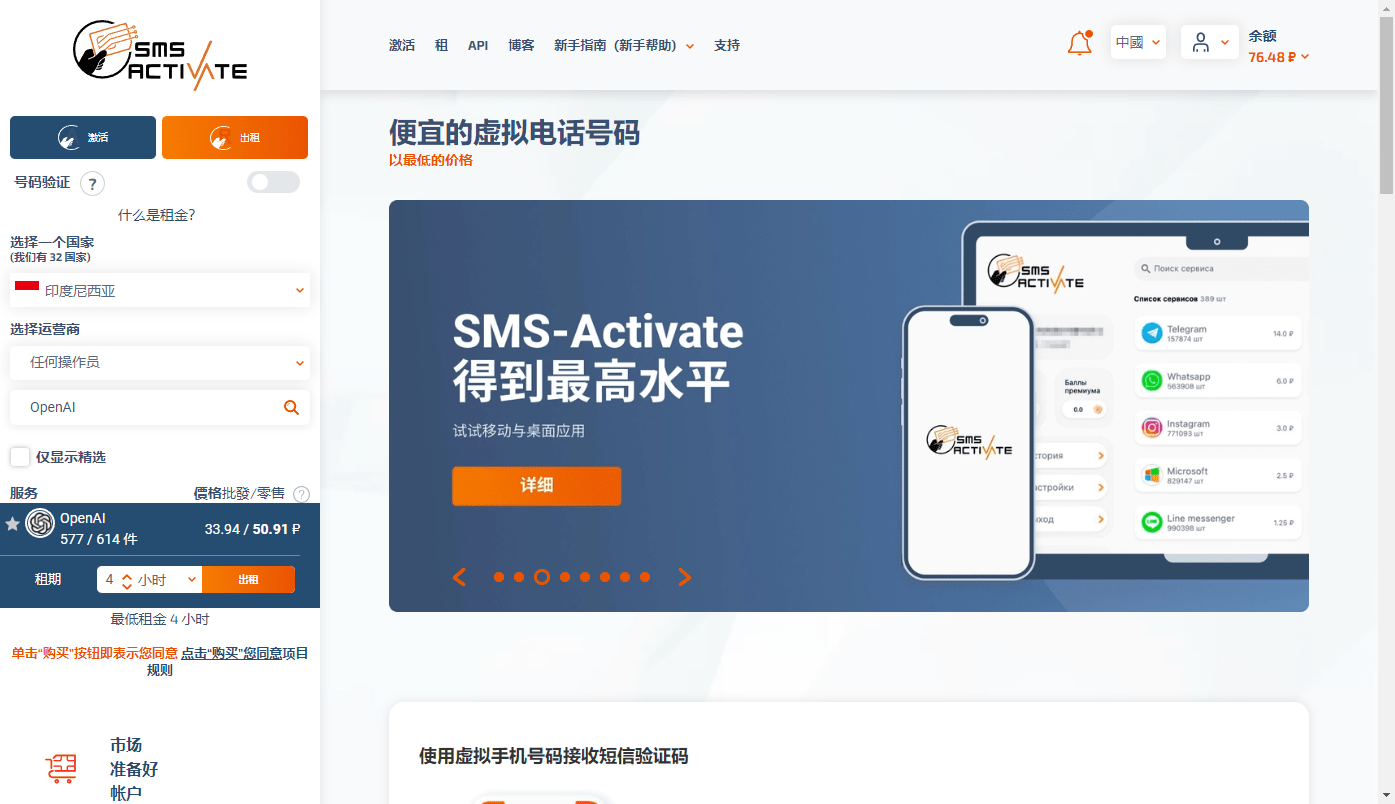 SMS
ACTIVATE
激活
出租
号码验证
?
什么是租金?
选择一个国家
(我们有 32 国家)
印度尼西亚
选择运营商
任何操作员
OpenAI
仅显示精选
服务
價格批發/零售
?
OpenAI
577 / 614 件
33.94 / 50.91 ₽
租期
4
小时
出租
最低租金 4 小时
单击“购买”按钮即表示您同意 点击“购买”您同意项目
规则
市场
准备好
帐户
激活
租
API
博客
新手指南（新手帮助）
支持
中國
余额
76.48 ₽
便宜的虚拟电话号码
以最低的价格
SMS-Activate
得到最高水平
试试移动与桌面应用
详细
SMS
ACTIVATE
SMS
ACTIVATE
Поиск сервиса
Список сервисов 389 шт
Telegram
157874 шт
14.0 ₽
Whatsapp
563908 шт
6.0 ₽
Instagram
771093 шт
3.0 ₽
Microsoft
829147 шт
2.5 ₽
Line messenger
990398 шт
1.25 ₽
Баллы
премиума
0.0
тория
стройки
ыход
使用虚拟手机号码接收短信验证码